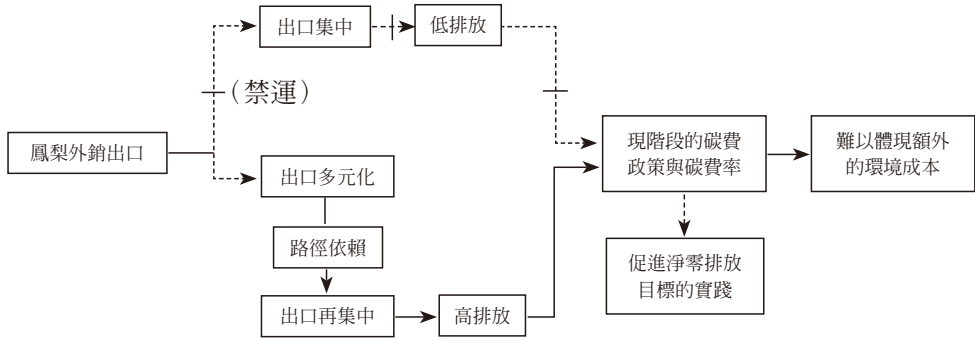 出口集中
低排放
（禁運）
鳳梨外銷出口
出口多元化
路徑依賴
出口再集中
高排放
現階段的碳費
政策與碳費率
難以體現額外
的環境成本
促進淨零排放
目標的實踐